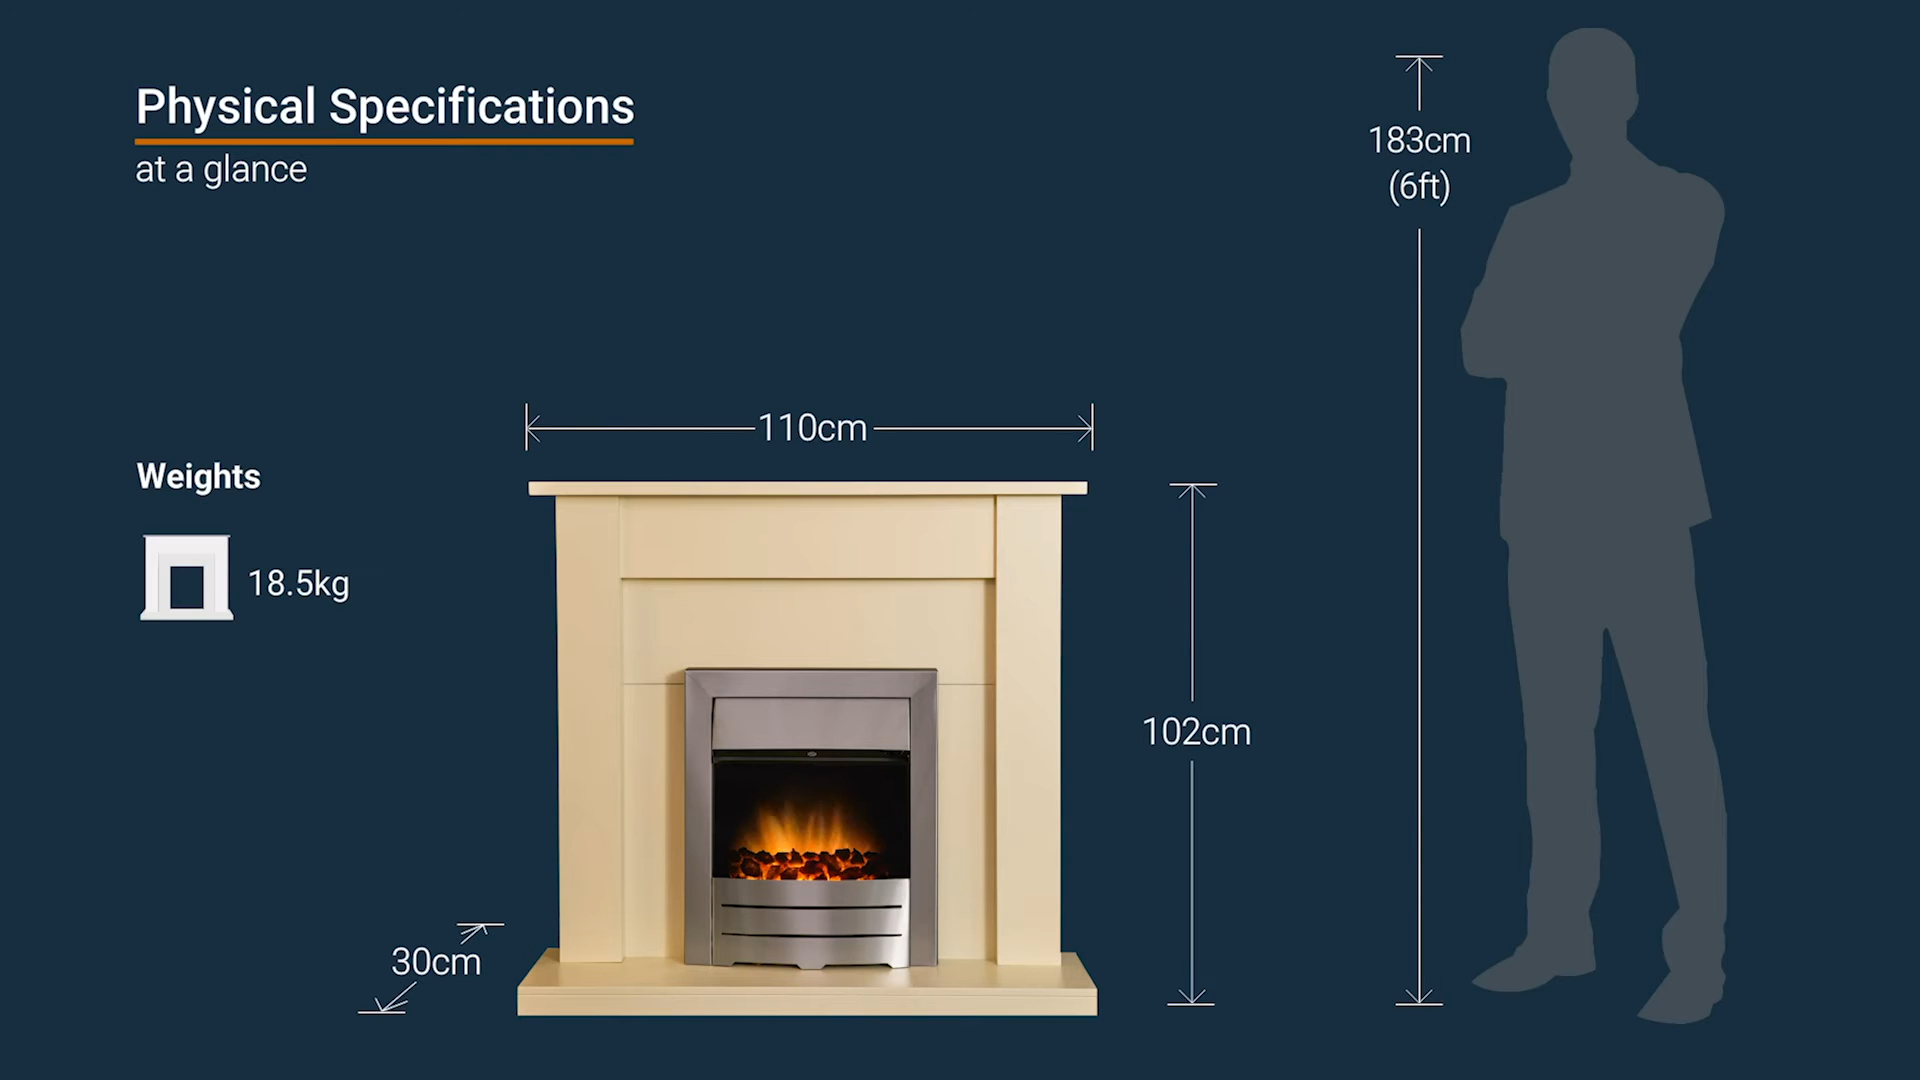 Physical Specifications
at a glance
183cm
(6ft)
110cm
Weights
18.5kg
102cm
30cm